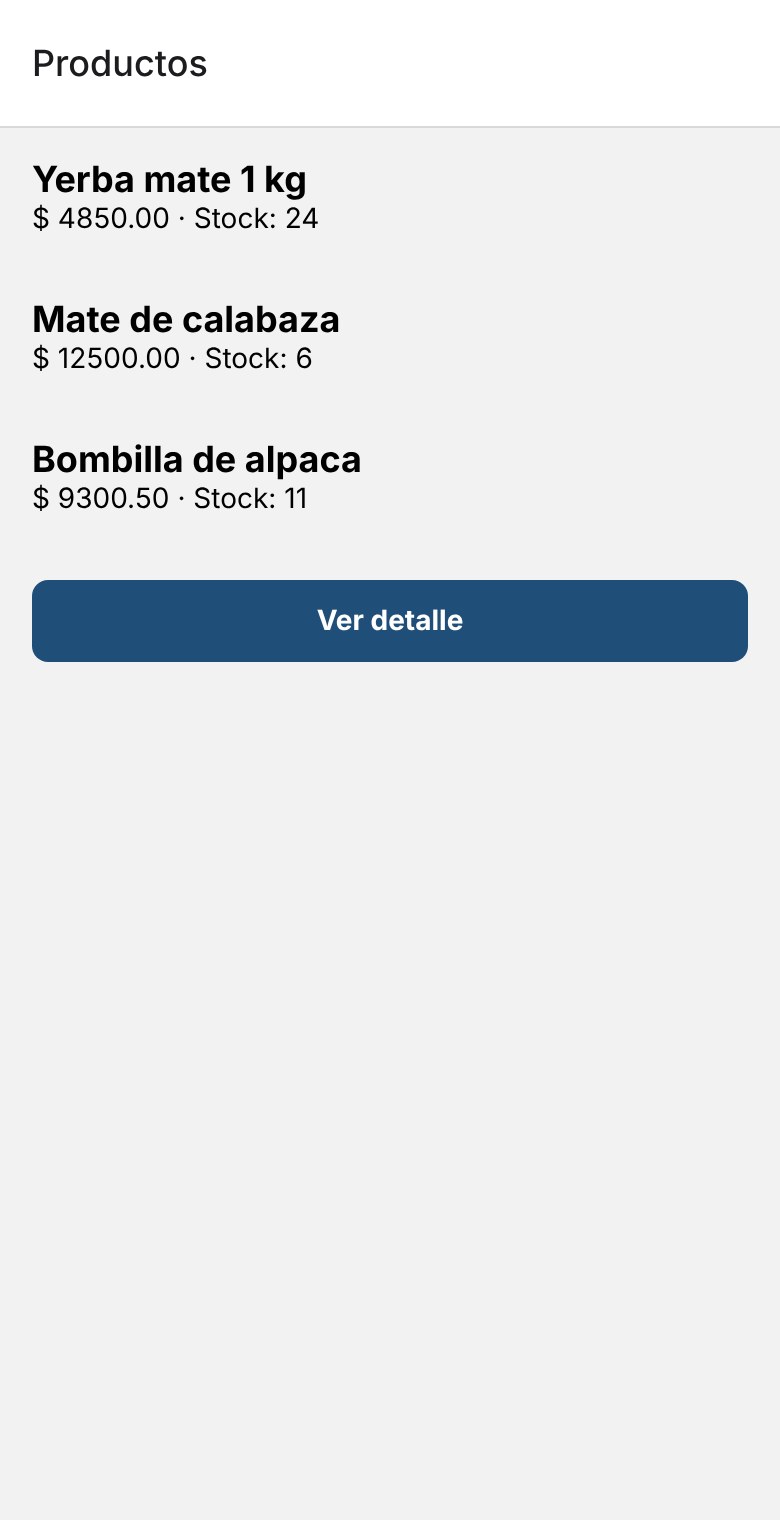 Productos
Yerba mate 1 kg
$ 4850.00 · Stock: 24
Mate de calabaza
$ 12500.00 · Stock: 6
Bombilla de alpaca
$ 9300.50 · Stock: 11
Ver detalle